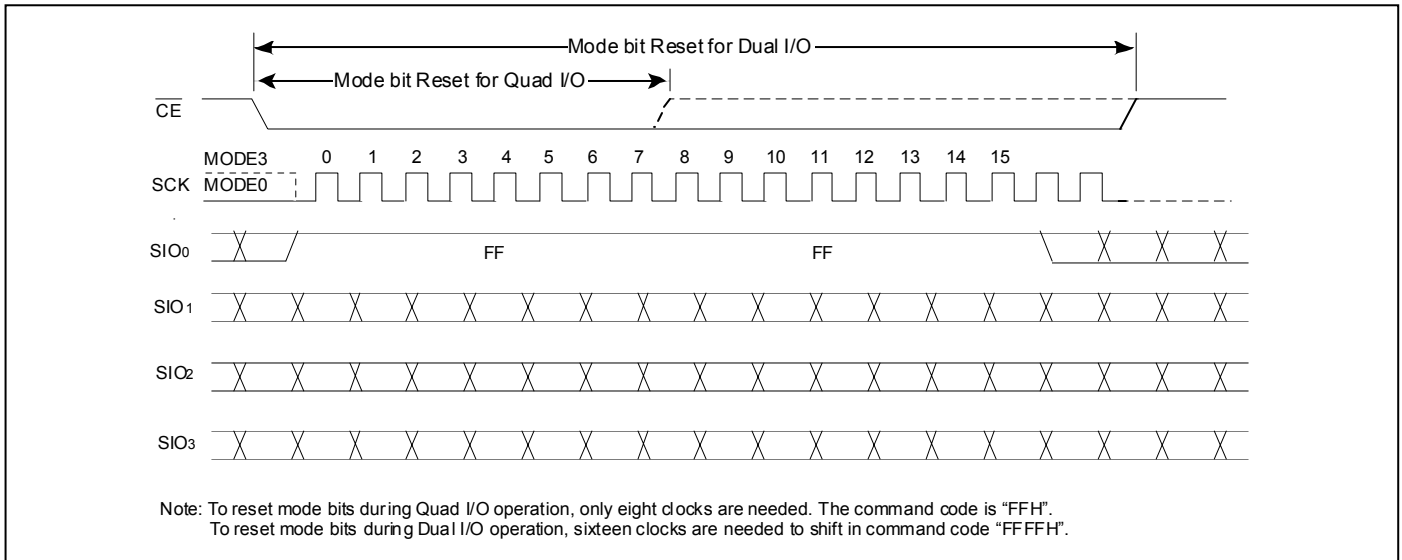 Mode bit Reset for Dual I/O
Mode bit Reset for Quad I/O
CE
MODE3
0 1 2 3 4 5 6 7 8 9 10 11 12 13 14 15
SCK MODE0
SIO0
FF FF
SIO1
SIO2
SIO3
Note: To reset mode bits during Quad I/O operation, only eight clocks are needed. The command code is “FFH”.
To reset mode bits during Dual I/O operation, sixteen clocks are needed to shift in command code “FFFFH”.